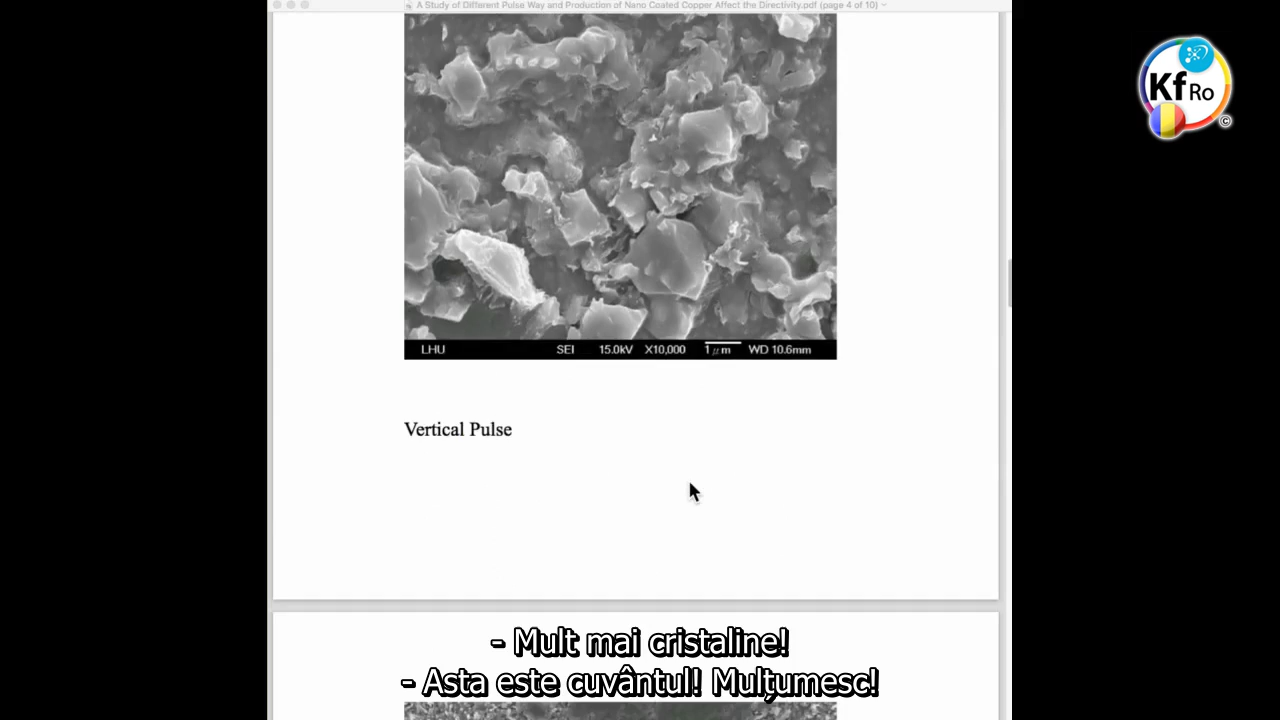 A Study of Different Pulse Way and Production of Nano Coated Copper Affect the Directivity.pdf (page 4 of 10)
Kf Ro
©
LHU SEI 15.0kV X10,000 1μm WD 10.6mm
Vertical Pulse
- Mult mai cristaline!
- Asta este cuvântul! Mulțumesc!